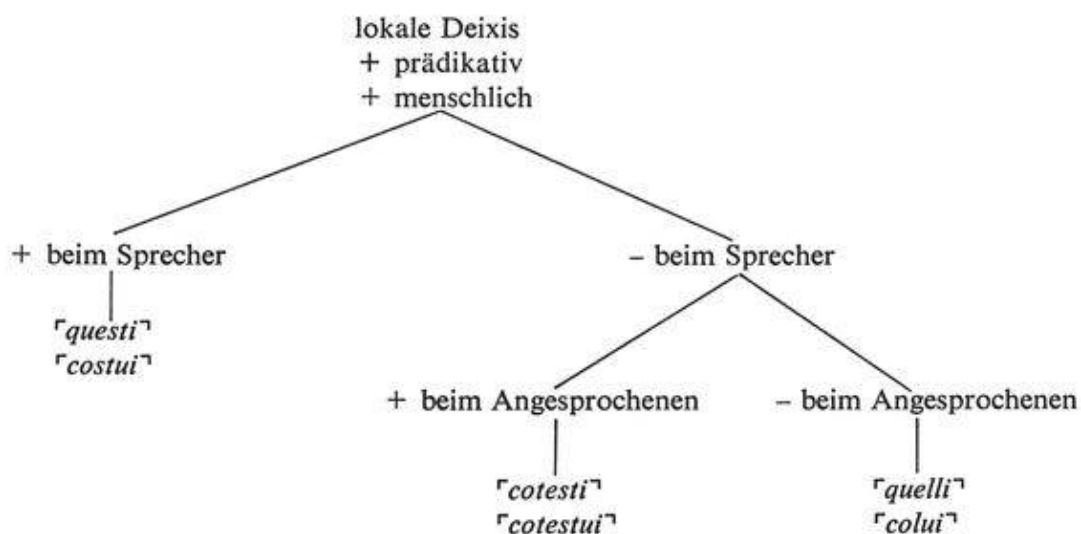 lokale Deixis
+ prädikativ
+ menschlich
+ beim Sprecher
– beim Sprecher
⌜questi⌝
⌜costui⌝
+ beim Angesprochenen
– beim Angesprochenen
⌜cotesti⌝
⌜cotestui⌝
⌜quelli⌝
⌜colui⌝